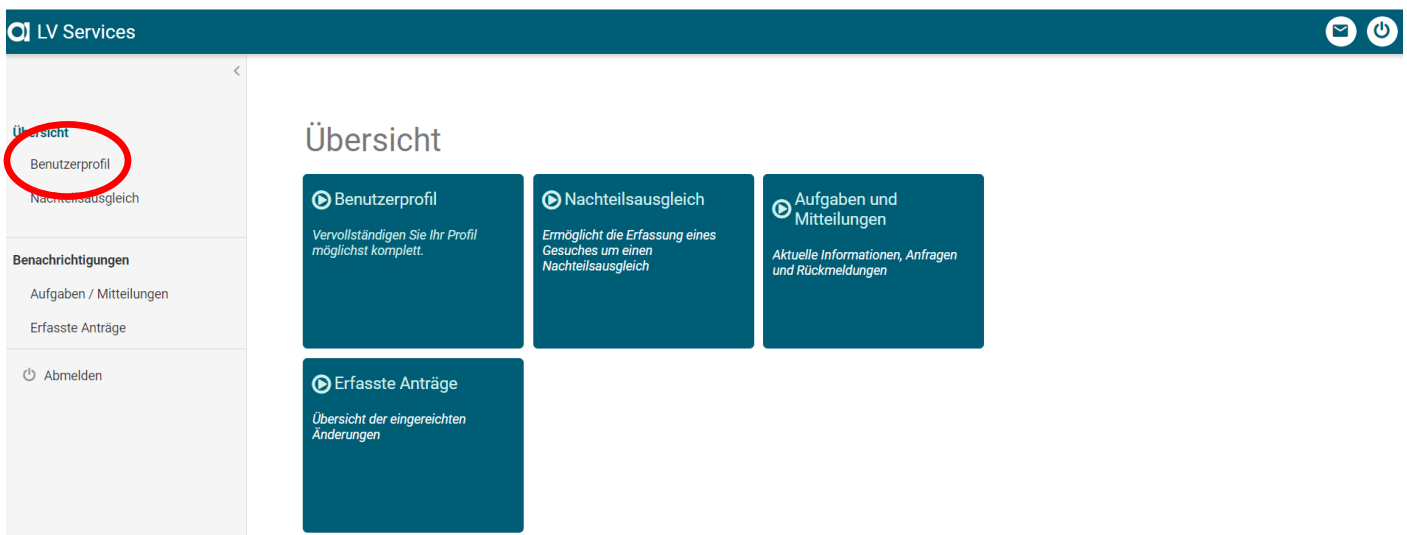 LV Services
Übersicht
Benutzerprofil
Nachteilsausgleich
Benachrichtigungen
Aufgaben / Mitteilungen
Erfasste Anträge
Abmelden
Übersicht
Benutzerprofil
Vervollständigen Sie Ihr Profil
möglichst komplett.
Nachteilsausgleich
Ermöglicht die Erfassung eines
Gesuches um einen
Nachteilsausgleich
Aufgaben und
Mitteilungen
Aktuelle Informationen, Anfragen
und Rückmeldungen
Erfasste Anträge
Übersicht der eingereichten
Änderungen